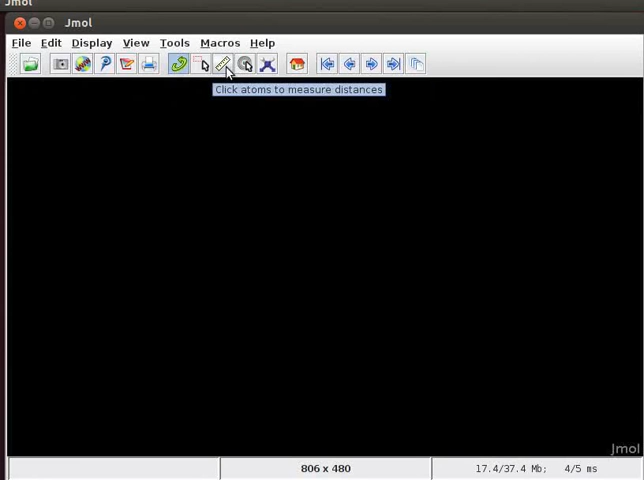 Jmol
Jmol
File Edit Display View Tools Macros Help
Click atoms to measure distances
Jmol
806 x 480
17.4/37.4 Mb; 4/5 ms